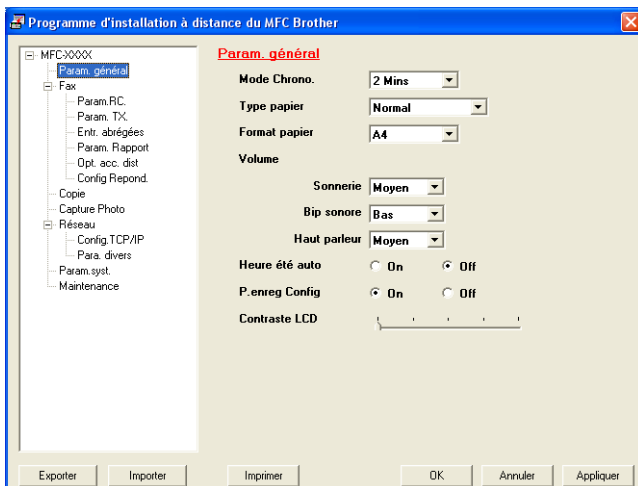 Programme d'installation à distance du MFC Brother
MFC-XXXX
Param. général
Fax
Param.RC.
Param. TX.
Entr. abrégées
Param. Rapport
Opt. acc. dist
Config Repond.
Copie
Capture Photo
Réseau
Config.TCP/IP
Para. divers
Param.syst.
Maintenance
Param. général
Mode Chrono. 2 Mins
Type papier Normal
Format papier A4
Volume
Sonnerie Moyen
Bip sonore Bas
Haut parleur Moyen
Heure été auto On Off
P.enreg Config On Off
Contraste LCD
Exporter Importer Imprimer OK Annuler Appliquer